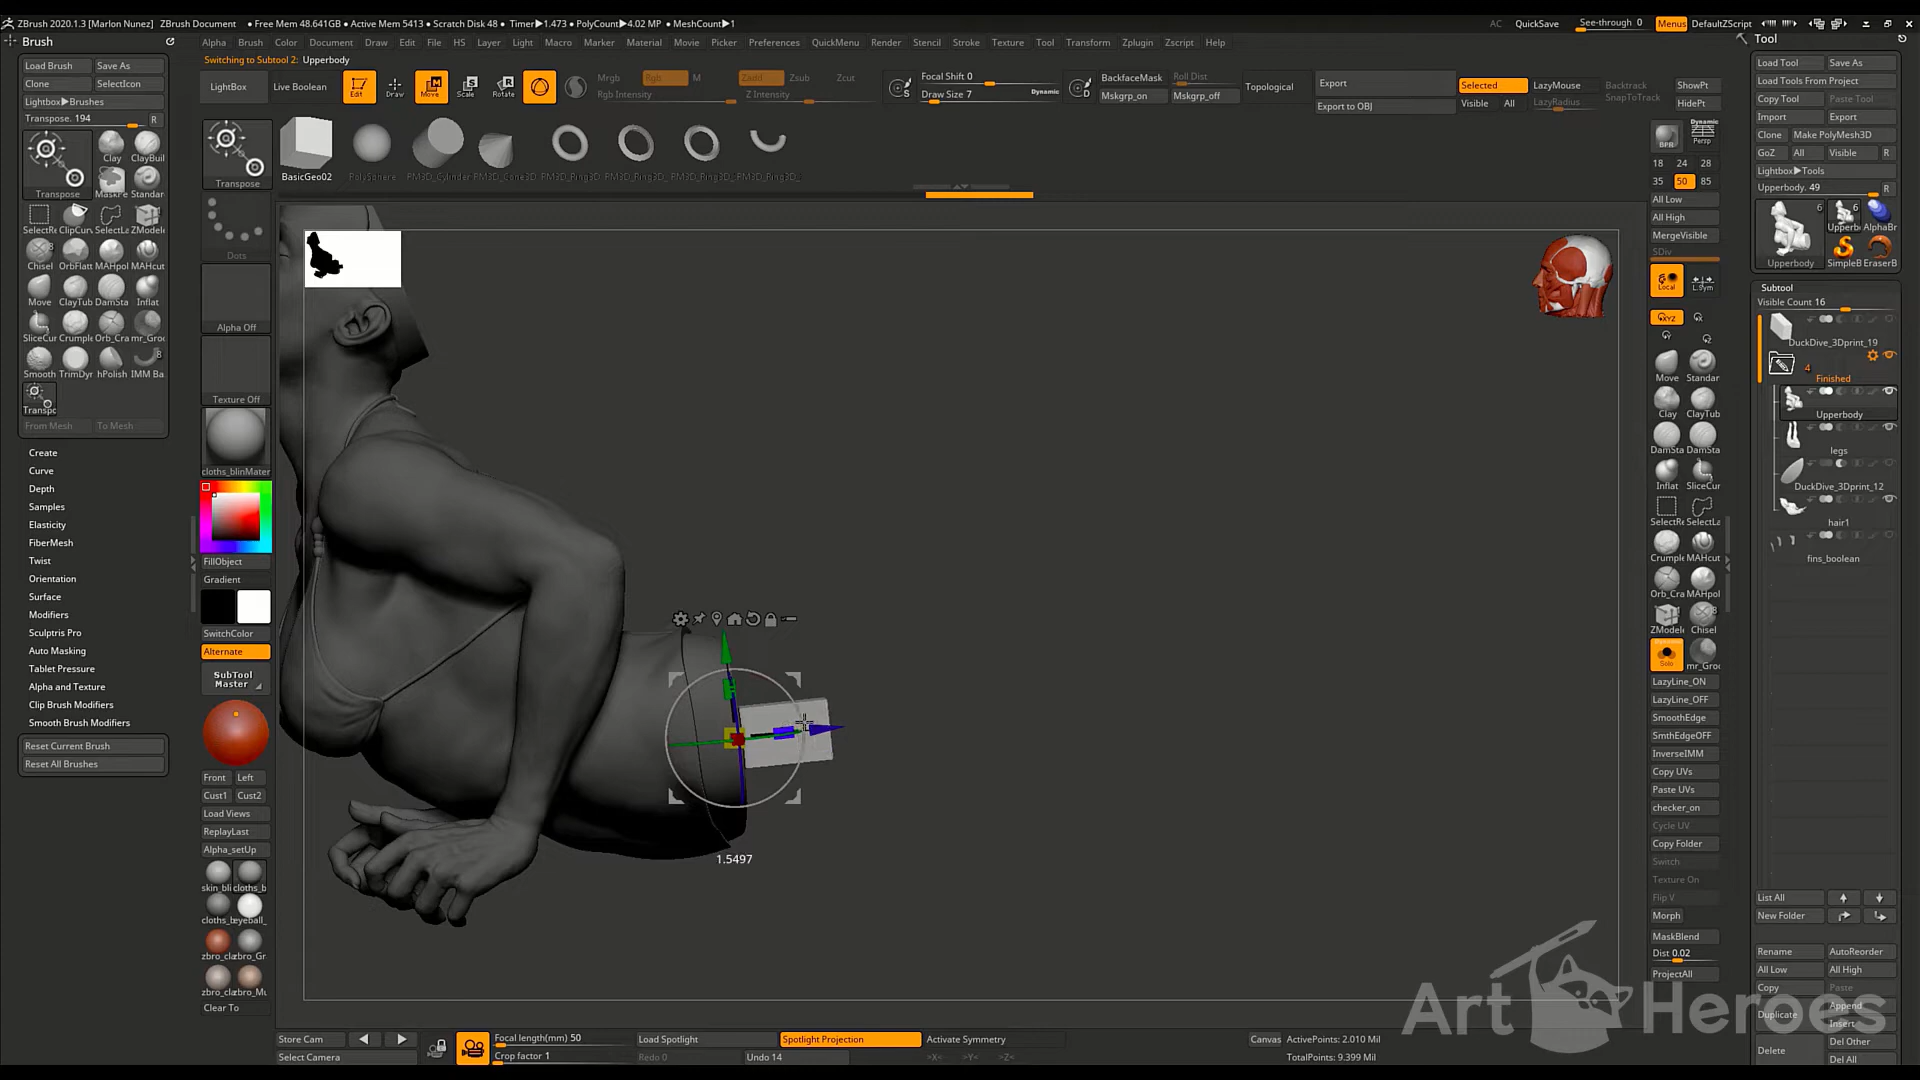 ZBrush 2020.1.3 [Marlon Nunez] ZBrush Document • Free Mem 48.641GB • Active Mem 5413 • Scratch Disk 48 • Timer▶1.473 • PolyCount▶4.02 MP • MeshCount▶1 AC QuickSave See-through 0 Menus DefaultZScript
Brush
Alpha Brush Color Document Draw Edit File HS Layer Light Macro Marker Material Movie Picker Preferences QuickMenu Render Stencil Stroke Texture Tool Transform Zplugin Zscript Help
Tool
Switching to Subtool 2: Upperbody
Load Brush Save As
Clone SelectIcon
Lightbox▶Brushes
Transpose. 194 R
Transpose
Clay ClayBuil
MaskPe Standar
SelectRe ClipCurv SelectLa ZModele
Chisel OrbFlatt MAHpol MAHcut
Move ClayTub DamSta Inflat
SliceCur Crumple Orb_Cra mr_Groo
Smooth TrimDyr hPolish IMM Ba
Transpo
From Mesh To Mesh
Create
Curve
Depth
Samples
Elasticity
FiberMesh
Twist
Orientation
Surface
Modifiers
Sculptris Pro
Auto Masking
Tablet Pressure
Alpha and Texture
Clip Brush Modifiers
Smooth Brush Modifiers
Reset Current Brush
Reset All Brushes
LightBox Live Boolean Edit Draw Move Scale Rotate
Mrgb Rgb M Zadd Zsub Zcut
Rgb Intensity Z Intensity
Focal Shift 0
Draw Size 7 Dynamic
S D
BackfaceMask Roll Dist
Mskgrp_on Mskgrp_off
Topological
Export
Export to OBJ
Selected LazyMouse Backtrack ShowPt
Visible All LazyRadius SnapToTrack HidePt
Transpose
BasicGeo02 PolySphere PM3D_Cylinder PM3D_Cone3D PM3D_Ring3D_ PM3D_Ring3D_ PM3D_Ring3D_ PM3D_Ring3D_
Dots
Alpha Off
Texture Off
cloths_blinMater
FillObject
Gradient
SwitchColor
Alternate
SubTool
Master
Front Left
Cust1 Cust2
Load Views
ReplayLast
Alpha_setUp
skin_bli cloths_b
cloths_b eyeball_
zbro_cla zbro_Gr
zbro_cla zbro_Mu
Clear To
1.5497
BPR Dynamic
Persp
18 24 28
35 50 85
All Low
All High
MergeVisible
SDiv
Local L.Sym
XYZ
Move Standar
Clay ClayTub
DamSta DamSta
Inflat SliceCur
SelectRe SelectLa
Crumple MAHcut
Orb_Cra MAHpol
ZModele Chisel
Solo mr_Groo
LazyLine_ON
LazyLine_OFF
SmoothEdge
SmthEdgeOFF
InverseIMM
Copy UVs
Paste UVs
checker_on
Cycle UV
Copy Folder
Switch
Texture On
Flip V
Morph
MaskBlend
Dist 0.02
ProjectAll
Load Tool Save As
Load Tools From Project
Copy Tool Paste Tool
Import Export
Clone Make PolyMesh3D
GoZ All Visible R
Lightbox▶Tools
Upperbody. 49 R
6 6
Upperbody Upperb AlphaBr
SimpleB EraserB
Subtool
Visible Count 16
DuckDive_3Dprint_19
4
Finished
Upperbody
legs
DuckDive_3Dprint_12
hair1
fins_boolean
List All
New Folder
Rename AutoReorder
All Low All High
Copy Paste
Duplicate Append
Insert
Delete Del Other
Del All
Art Heroes
Store Cam
Select Camera
Focal length(mm) 50
Crop factor 1
Load Spotlight Spotlight Projection Activate Symmetry
Redo 0 Undo 14 >X< >Y< >Z<
Canvas ActivePoints: 2.010 Mil
TotalPoints: 9.399 Mil